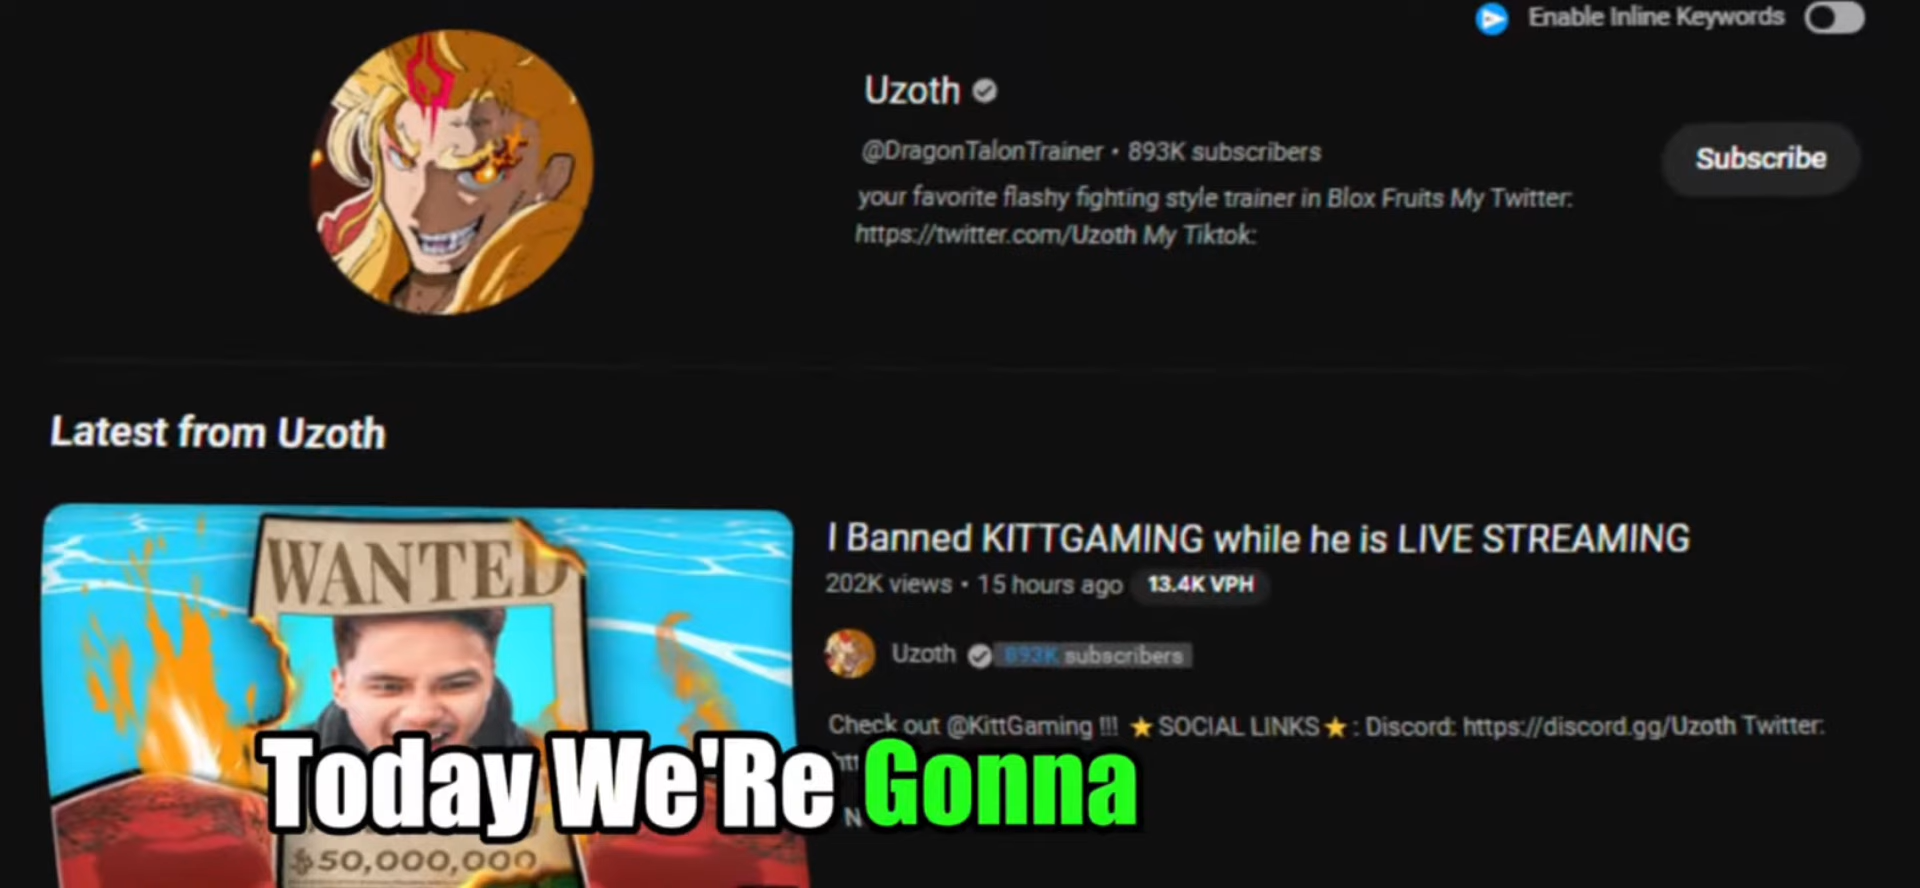 Enable Inline Keywords
Uzoth
@DragonTalonTrainer • 893K subscribers
Subscribe
your favorite flashy fighting style trainer in Blox Fruits My Twitter:
https://twitter.com/Uzoth My Tiktok:
Latest from Uzoth
WANTED
I Banned KITTGAMING while he is LIVE STREAMING
202K views • 15 hours ago 13.4K VPH
Uzoth 893K subscribers
Check out @KittGaming !!! ★ SOCIAL LINKS ★ : Discord: https://discord.gg/Uzoth Twitter:
Today We'Re Gonna
$50,000,000